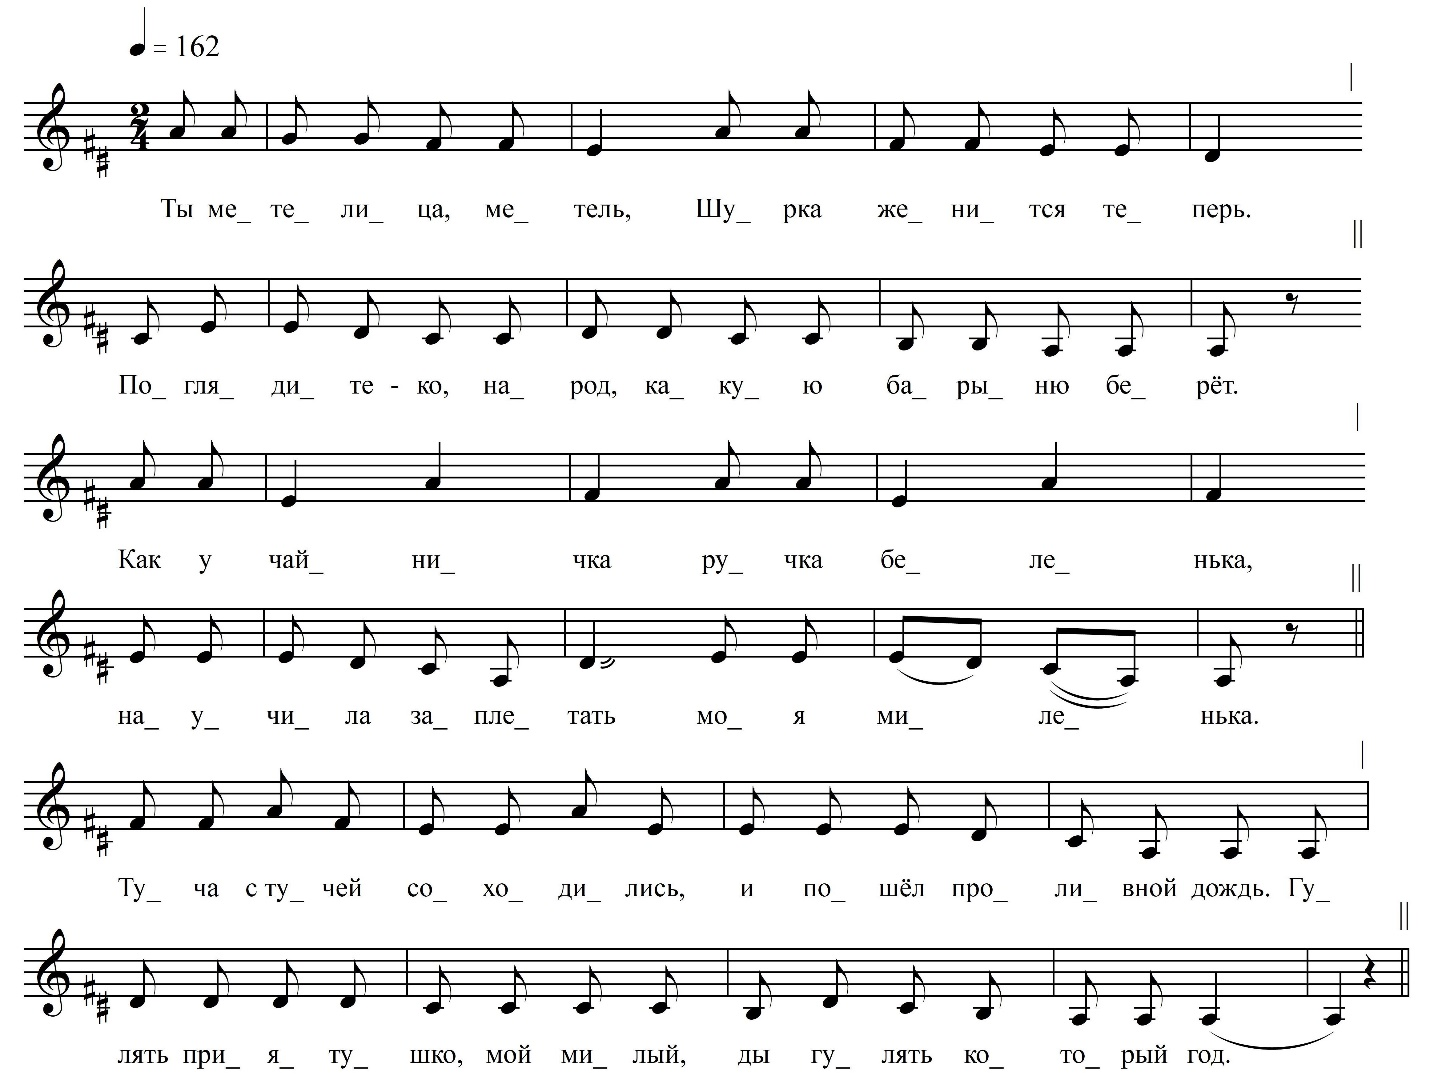 = 162
2
4
Ты ме_ те_ ли_ ца, ме_ тель, Шу_ рка же_ ни_ тся те_ перь.
По_ гля_ ди_ те - ко, на_ род, ка_ ку_ ю ба_ ры_ ню бе_ рёт.
Как у чай_ ни_ чка ру_ чка бе_ ле_ нька,
на_ у_ чи_ ла за_ пле_ тать мо_ я ми_ ле_ нька.
Ту_ ча с ту_ чей со_ хо_ ди_ лись, и по_ шёл про_ ли_ вной дождь. Гу_
лять при_ я_ ту_ шко, мой ми_ лый, ды гу_ лять ко_ то_ рый год.